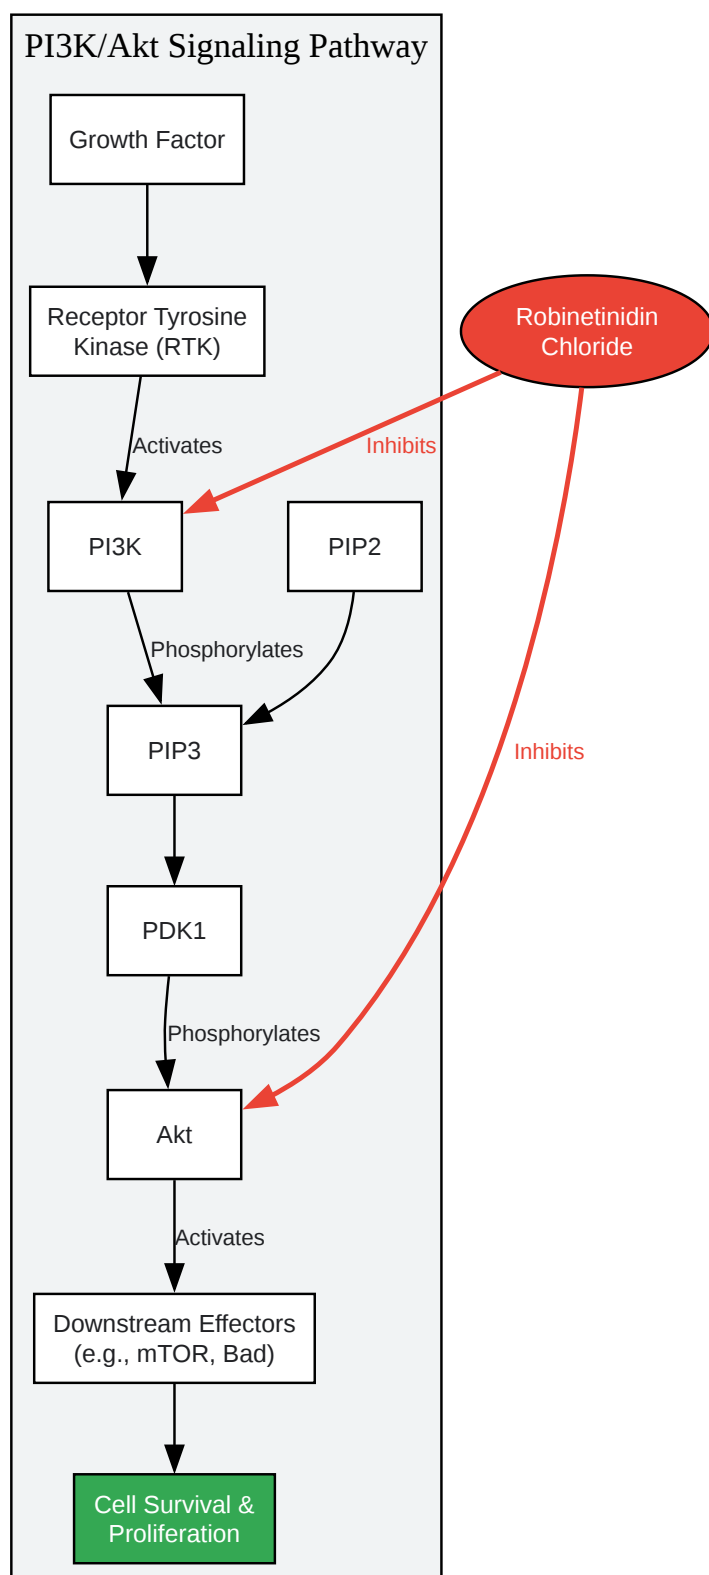 PI3K/Akt Signaling Pathway
Growth Factor
Receptor Tyrosine
Kinase (RTK)
Robinetinidin
Chloride
Activates
Inhibits
PI3K
PIP2
Phosphorylates
PIP3
Inhibits
PDK1
Phosphorylates
Akt
Activates
Downstream Effectors
(e.g., mTOR, Bad)
Cell Survival &
Proliferation